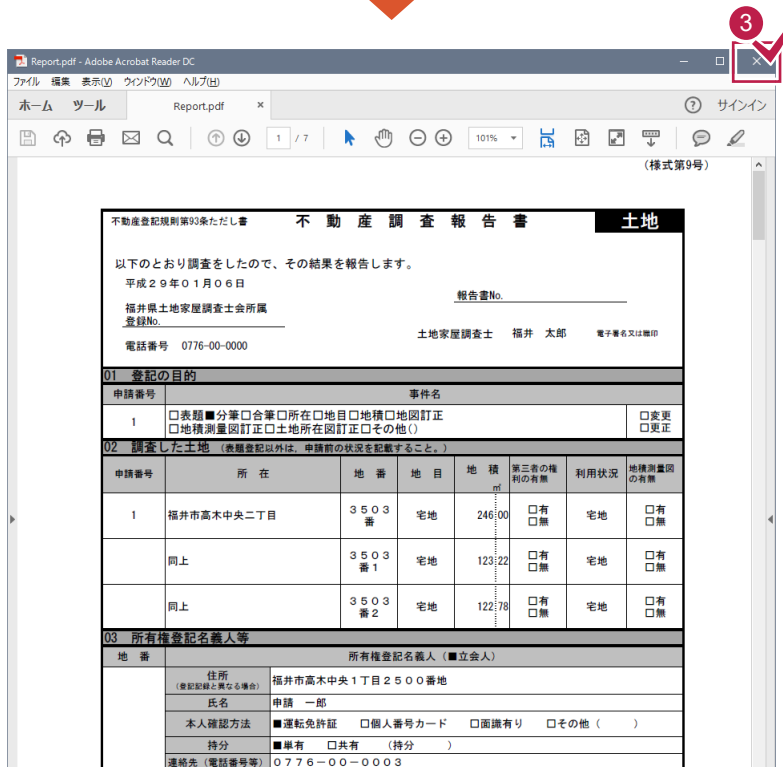 3
Report.pdf - Adobe Acrobat Reader DC
ファイル 編集 表示(V) ウィンドウ(W) ヘルプ(H)
ホーム ツール Report.pdf × ? サインイン
1 / 7 101%
(様式第9号)
不動産登記規則第93条ただし書 不動産調査報告書 土地
以下のとおり調査をしたので、その結果を報告します。
平成29年01月06日
報告書No.
福井県土地家屋調査士会所属
登録No.
土地家屋調査士 福井 太郎 電子署名又は職印
電話番号 0776-00-0000
01 登記の目的
申請番号 事件名
1 □表題■分筆□合筆□所在□地目□地積□地図訂正 □変更
□地積測量図訂正□土地所在図訂正□その他() □更正
02 調査した土地 (表題登記以外は、申請前の状況を記載すること。)
申請番号 所 在 地 番 地 目 地 積 ㎡ 第三者の権利の有無 利用状況 地積測量図の有無
1 福井市高木中央二丁目 3503番 宅地 246 00 □有 □無 宅地 □有 □無
同上 3503番1 宅地 123 22 □有 □無 宅地 □有 □無
同上 3503番2 宅地 122 78 □有 □無 宅地 □有 □無
03 所有権登記名義人等
地 番 所有権登記名義人(■立会人)
住所 福井市高木中央1丁目2500番地
(登記記録と異なる場合)
氏名 申請 一郎
本人確認方法 ■運転免許証 □個人番号カード □面識有り □その他( )
持分 ■単有 □共有 (持分 )
連絡先(電話番号等) 0776-00-0003